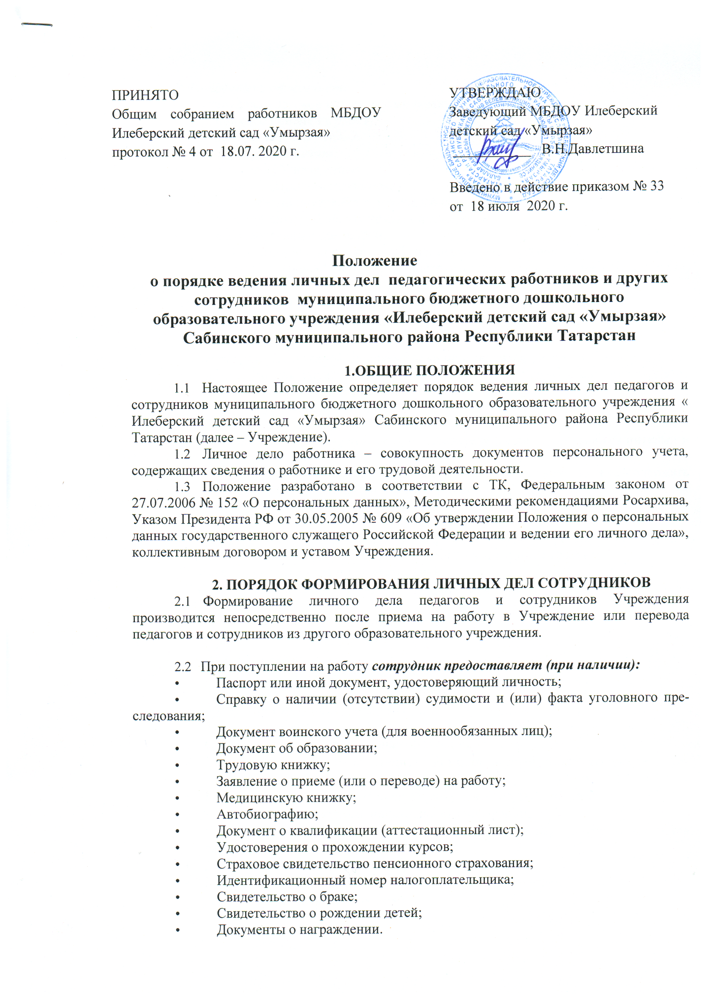 ПРИНЯТО
Общим собранием работников МБДОУ
Илеберский детский сад «Умырзая»
протокол № 4 от 18.07. 2020 г.
УТВЕРЖДАЮ
Заведующий МБДОУ Илеберский
детский сад «Умырзая»
В.Н.Давлетшина
Введено в действие приказом № 33
от 18 июля 2020 г.
Положение
о порядке ведения личных дел педагогических работников и других
сотрудников муниципального бюджетного дошкольного
образовательного учреждения «Илеберский детский сад «Умырзая»
Сабинского муниципального района Республики Татарстан
1.ОБЩИЕ ПОЛОЖЕНИЯ
1.1 Настоящее Положение определяет порядок ведения личных дел педагогов и
сотрудников муниципального бюджетного дошкольного образовательного учреждения «
Илеберский детский сад «Умырзая» Сабинского муниципального района Республики
Татарстан (далее – Учреждение).
1.2 Личное дело работника – совокупность документов персонального учета,
содержащих сведения о работнике и его трудовой деятельности.
1.3 Положение разработано в соответствии с ТК, Федеральным законом от
27.07.2006 № 152 «О персональных данных», Методическими рекомендациями Росархива,
Указом Президента РФ от 30.05.2005 № 609 «Об утверждении Положения о персональных
данных государственного служащего Российской Федерации и ведении его личного дела»,
коллективным договором и уставом Учреждения.
2. ПОРЯДОК ФОРМИРОВАНИЯ ЛИЧНЫХ ДЕЛ СОТРУДНИКОВ
2.1 Формирование личного дела педагогов и сотрудников Учреждения
производится непосредственно после приема на работу в Учреждение или перевода
педагогов и сотрудников из другого образовательного учреждения.
2.2 При поступлении на работу сотрудник предоставляет (при наличии):
• Паспорт или иной документ, удостоверяющий личность;
• Справку о наличии (отсутствии) судимости и (или) факта уголовного пре-
следования;
• Документ воинского учета (для военнообязанных лиц);
• Документ об образовании;
• Трудовую книжку;
• Заявление о приеме (или о переводе) на работу;
• Медицинскую книжку;
• Автобиографию;
• Документ о квалификации (аттестационный лист);
• Удостоверения о прохождении курсов;
• Страховое свидетельство пенсионного страхования;
• Идентификационный номер налогоплательщика;
• Свидетельство о браке;
• Свидетельство о рождении детей;
• Документы о награждении.